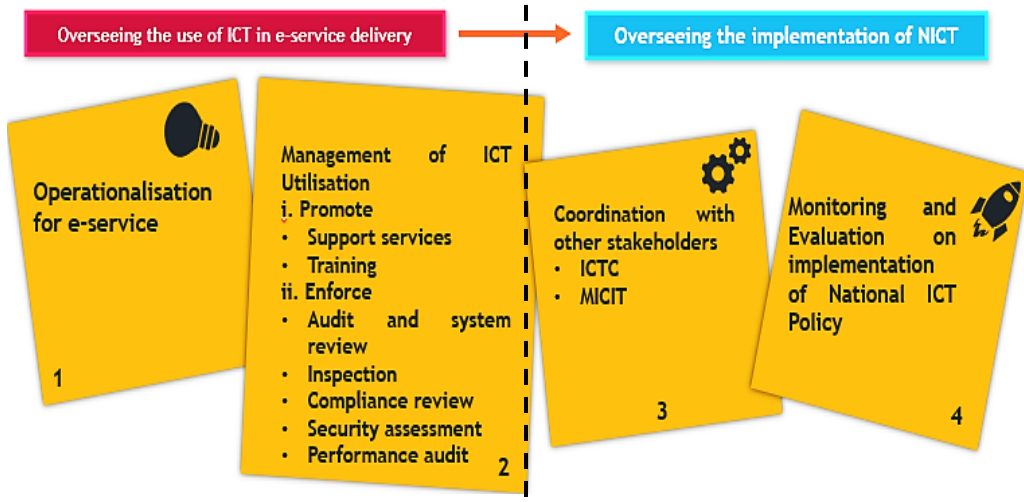 Overseeing the use of ICT in e-service delivery
Overseeing the implementation of NICT
Operationalisation
for e-service
1
Management of ICT
Utilisation
i. Promote
• Support services
• Training
ii. Enforce
• Audit and system
review
• Inspection
• Compliance review
• Security assessment
• Performance audit
2
Coordination with
other stakeholders
• ICTC
• MICIT
3
Monitoring and
Evaluation on
implementation
of National ICT
Policy
4